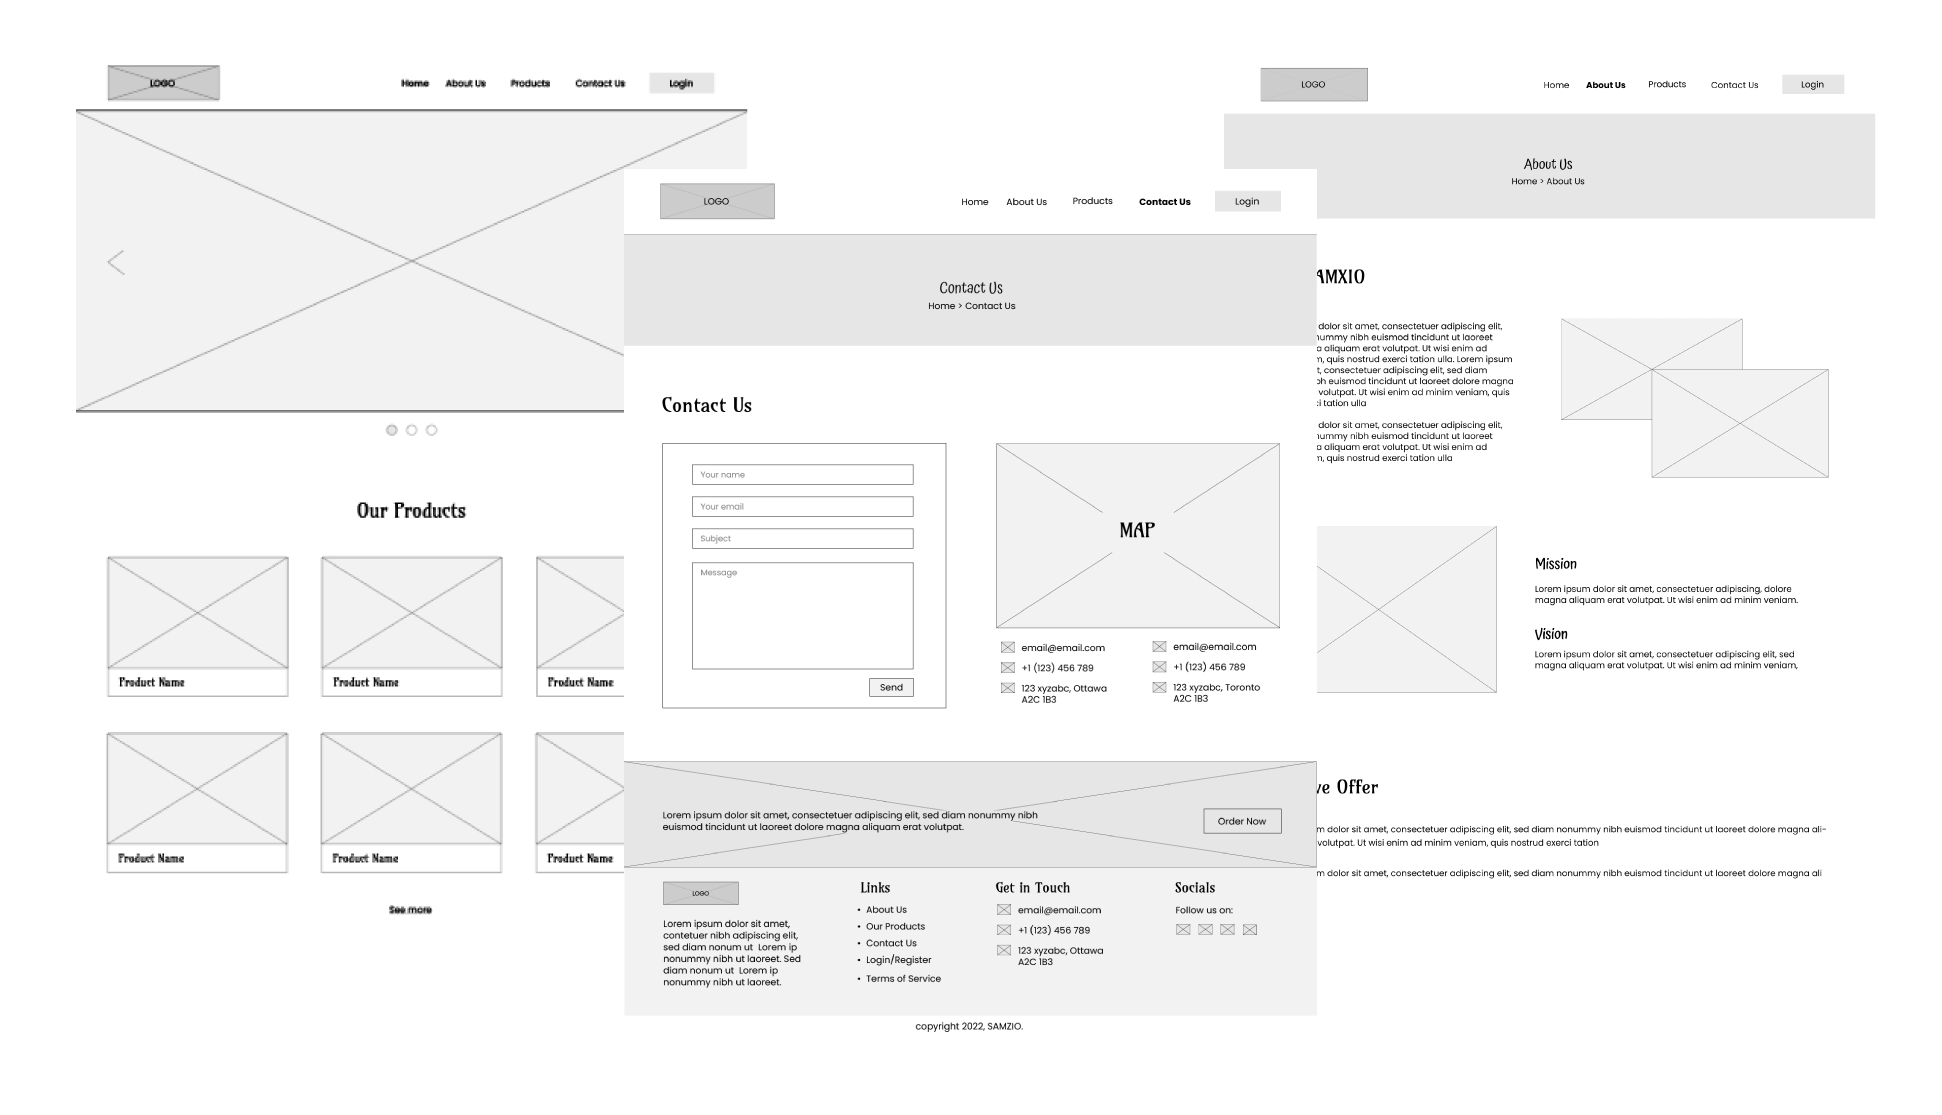 LOGO
Home
About Us
Products
Contact Us
Login
Our Products
Product Name
Product Name
Product Name
Product Name
Product Name
Product Name
See more
LOGO
Home
About Us
Products
Contact Us
Login
Contact Us
Home > Contact Us
Contact Us
Your name
Your email
Subject
Message
Send
MAP
email@email.com
+1 (123) 456 789
123 xyzabc, Ottawa
A2C 1B3
email@email.com
+1 (123) 456 789
123 xyzabc, Toronto
A2C 1B3
Lorem ipsum dolor sit amet, consectetuer adipiscing elit, sed diam nonummy nibh
euismod tincidunt ut laoreet dolore magna aliquam erat volutpat.
Order Now
LOGO
Lorem ipsum dolor sit amet,
contetuer nibh adipiscing elit,
sed diam nonum ut Lorem ip
nonummy nibh ut laoreet. Sed
diam nonum ut Lorem ip
nonummy nibh ut laoreet.
Links
• About Us
• Our Products
• Contact Us
• Login/Register
• Terms of Service
Get in Touch
email@email.com
+1 (123) 456 789
123 xyzabc, Ottawa
A2C 1B3
Socials
Follow us on:
copyright 2022, SAMZIO.
LOGO
Home
About Us
Products
Contact Us
Login
About Us
Home > About Us
AMXIO
dolor sit amet, consectetuer adipiscing elit,
nummy nibh euismod tincidunt ut laoreet
a aliquam erat volutpat. Ut wisi enim ad
m, quis nostrud exerci tation ulla. Lorem ipsum
t, consectetuer adipiscing elit, sed diam
bh euismod tincidunt ut laoreet dolore magna
volutpat. Ut wisi enim ad minim veniam, quis
ci tation ulla
dolor sit amet, consectetuer adipiscing elit,
nummy nibh euismod tincidunt ut laoreet
a aliquam erat volutpat. Ut wisi enim ad
m, quis nostrud exerci tation ulla
Mission
Lorem ipsum dolor sit amet, consectetuer adipiscing, dolore
magna aliquam erat volutpat. Ut wisi enim ad minim veniam.
Vision
Lorem ipsum dolor sit amet, consectetuer adipiscing elit, sed
magna aliquam erat volutpat. Ut wisi enim ad minim veniam,
ve Offer
m dolor sit amet, consectetuer adipiscing elit, sed diam nonummy nibh euismod tincidunt ut laoreet dolore magna ali-
volutpat. Ut wisi enim ad minim veniam, quis nostrud exerci tation
m dolor sit amet, consectetuer adipiscing elit, sed diam nonummy nibh euismod tincidunt ut laoreet dolore magna ali